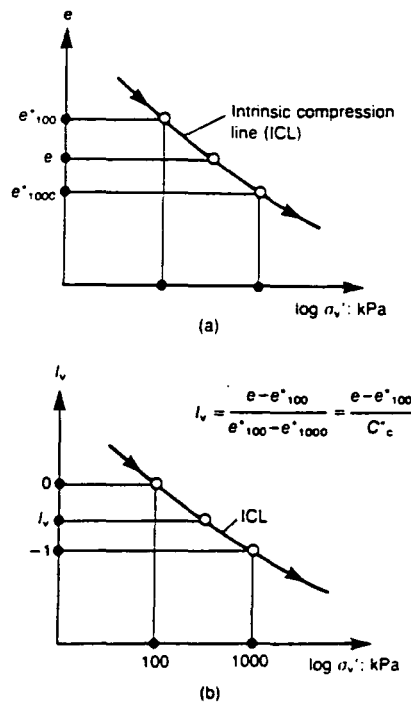 e
e*100
Intrinsic compression
line (ICL)
e
e*100C
log σv': kPa
(a)
Iv
Iv = e−e*100 / e*100−e*1000 = e−e*100 / C*c
0
Iv
ICL
−1
100 1000
log σv': kPa
(b)